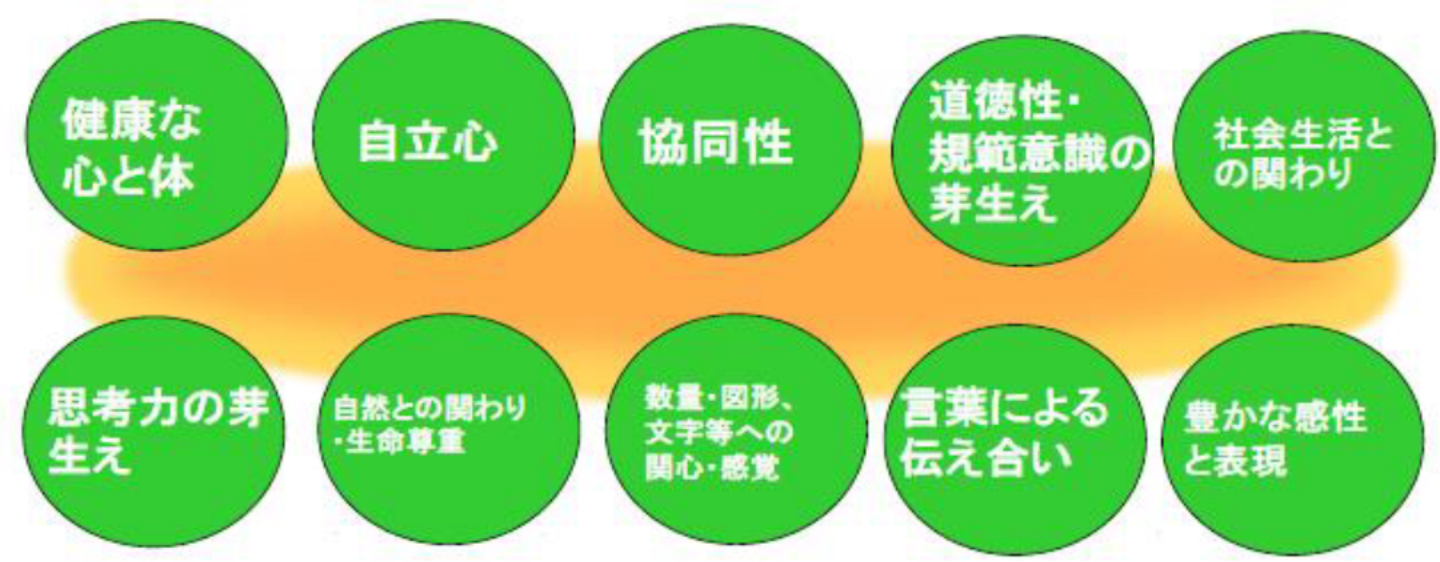 健康な
心と体
自立心
協同性
道徳性・
規範意識の
芽生え
社会生活と
の関わり
思考力の芽
生え
自然との関わり
・生命尊重
数量・図形、
文字等への
関心・感覚
言葉による
伝え合い
豊かな感性
と表現